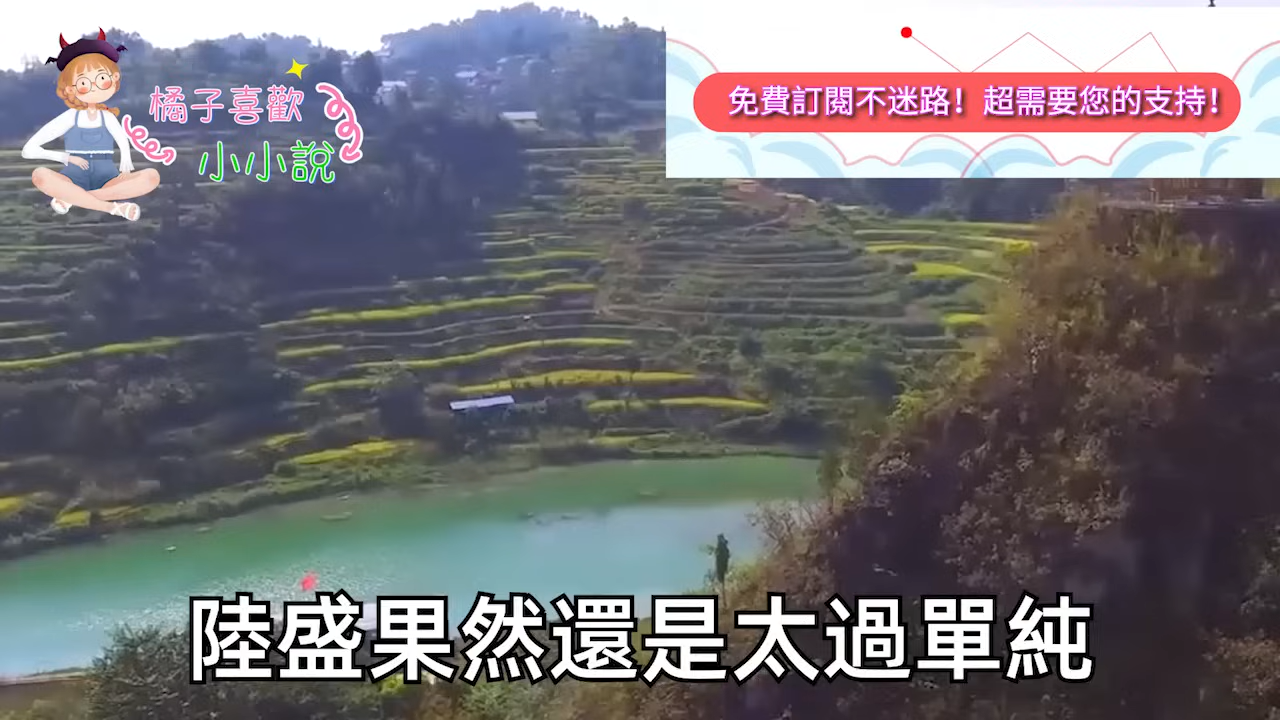 橘子喜歡
小小說
免費訂閱不迷路！超需要您的支持！
陸盛果然還是太過單純